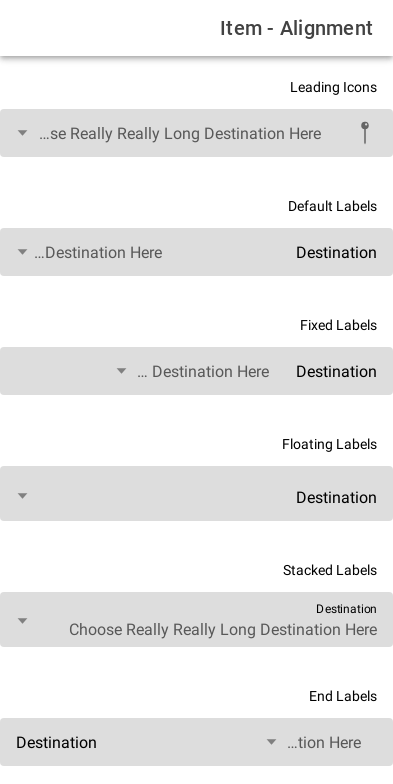 Item - Alignment
Leading Icons
…se Really Really Long Destination Here
Default Labels
Destination
…Destination Here
Fixed Labels
Destination
… Destination Here
Floating Labels
Destination
Stacked Labels
Destination
Choose Really Really Long Destination Here
End Labels
…tion Here
Destination